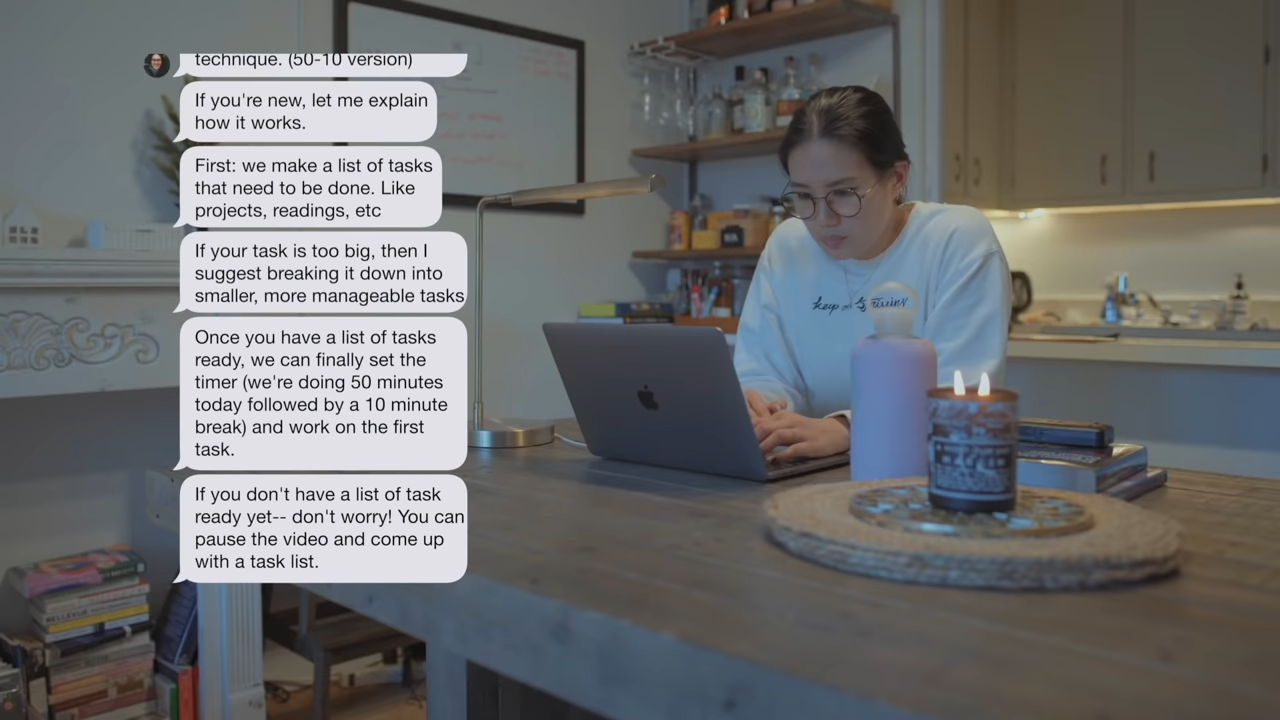 technique. (50-10 version)
If you're new, let me explain
how it works.
First: we make a list of tasks
that need to be done. Like
projects, readings, etc
If your task is too big, then I
suggest breaking it down into
smaller, more manageable tasks
Once you have a list of tasks
ready, we can finally set the
timer (we're doing 50 minutes
today followed by a 10 minute
break) and work on the first
task.
If you don't have a list of task
ready yet-- don't worry! You can
pause the video and come up
with a task list.
keep